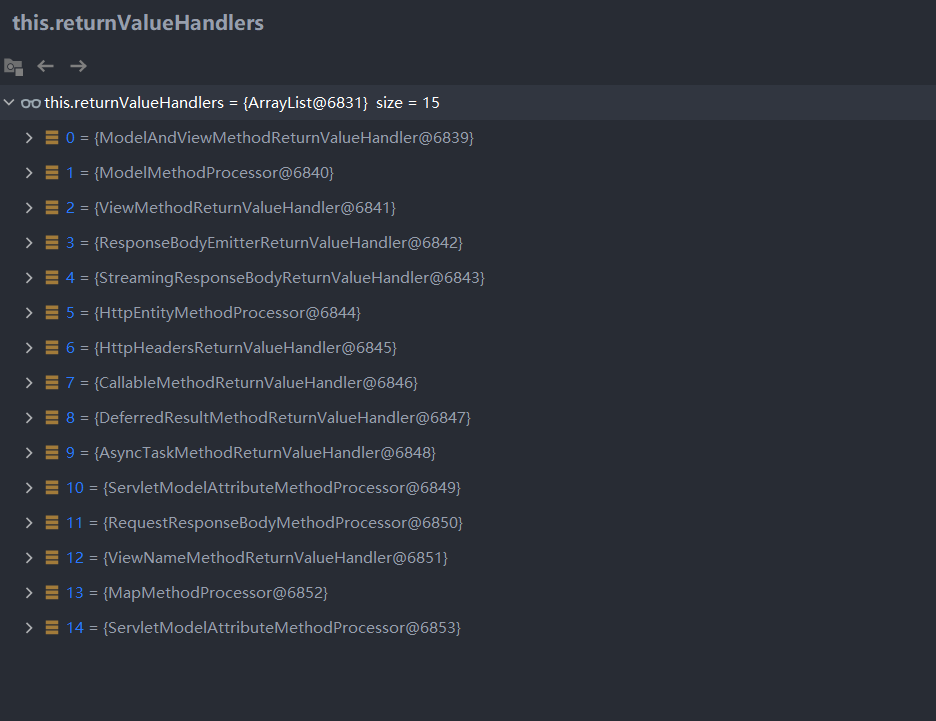 this.returnValueHandlers
this.returnValueHandlers = {ArrayList@6831} size = 15
0 = {ModelAndViewMethodReturnValueHandler@6839}
1 = {ModelMethodProcessor@6840}
2 = {ViewMethodReturnValueHandler@6841}
3 = {ResponseBodyEmitterReturnValueHandler@6842}
4 = {StreamingResponseBodyReturnValueHandler@6843}
5 = {HttpEntityMethodProcessor@6844}
6 = {HttpHeadersReturnValueHandler@6845}
7 = {CallableMethodReturnValueHandler@6846}
8 = {DeferredResultMethodReturnValueHandler@6847}
9 = {AsyncTaskMethodReturnValueHandler@6848}
10 = {ServletModelAttributeMethodProcessor@6849}
11 = {RequestResponseBodyMethodProcessor@6850}
12 = {ViewNameMethodReturnValueHandler@6851}
13 = {MapMethodProcessor@6852}
14 = {ServletModelAttributeMethodProcessor@6853}